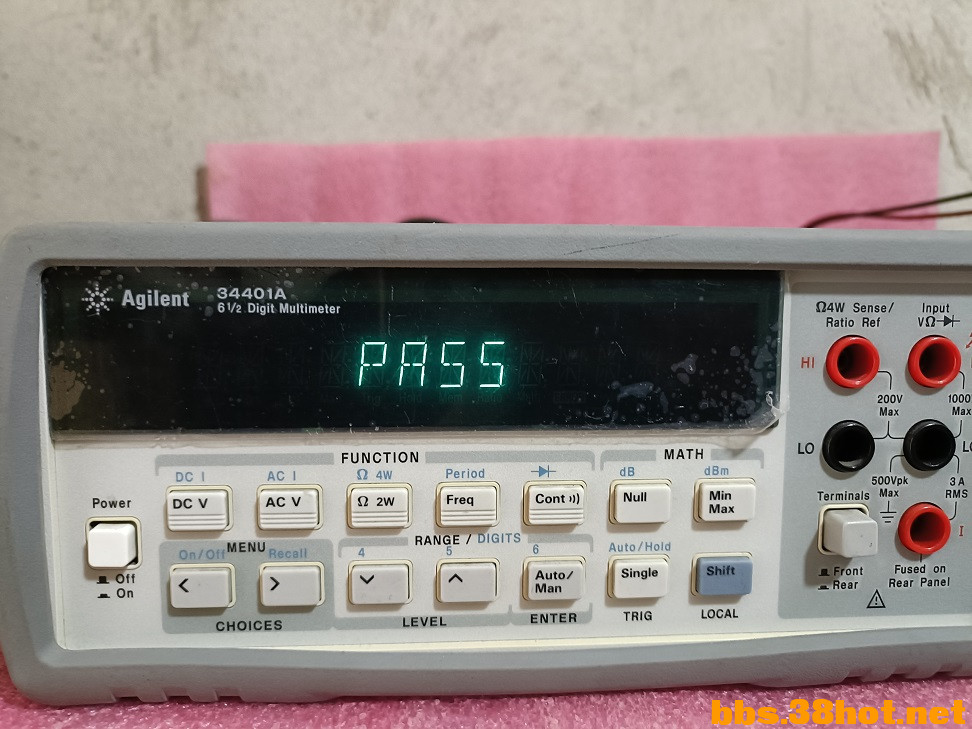 Agilent 34401A
6½ Digit Multimeter
PASS
Ω4W Sense/
Ratio Ref
Input
VΩ
HI
200V
Max
1000
Max
LO
LO
500Vpk
Max
3 A
RMS
Terminals
Front
Rear
I
Fused on
Rear Panel
FUNCTION
MATH
DC I
AC I
Ω 4W
Period
dB
dBm
Power
DC V
AC V
Ω 2W
Freq
Cont
Null
Min
Max
Off
On
MENU
RANGE / DIGITS
On/Off
Recall
4
5
6
Auto/Hold
<
>
Auto/
Man
Single
Shift
CHOICES
LEVEL
ENTER
TRIG
LOCAL
bbs.38hot.net